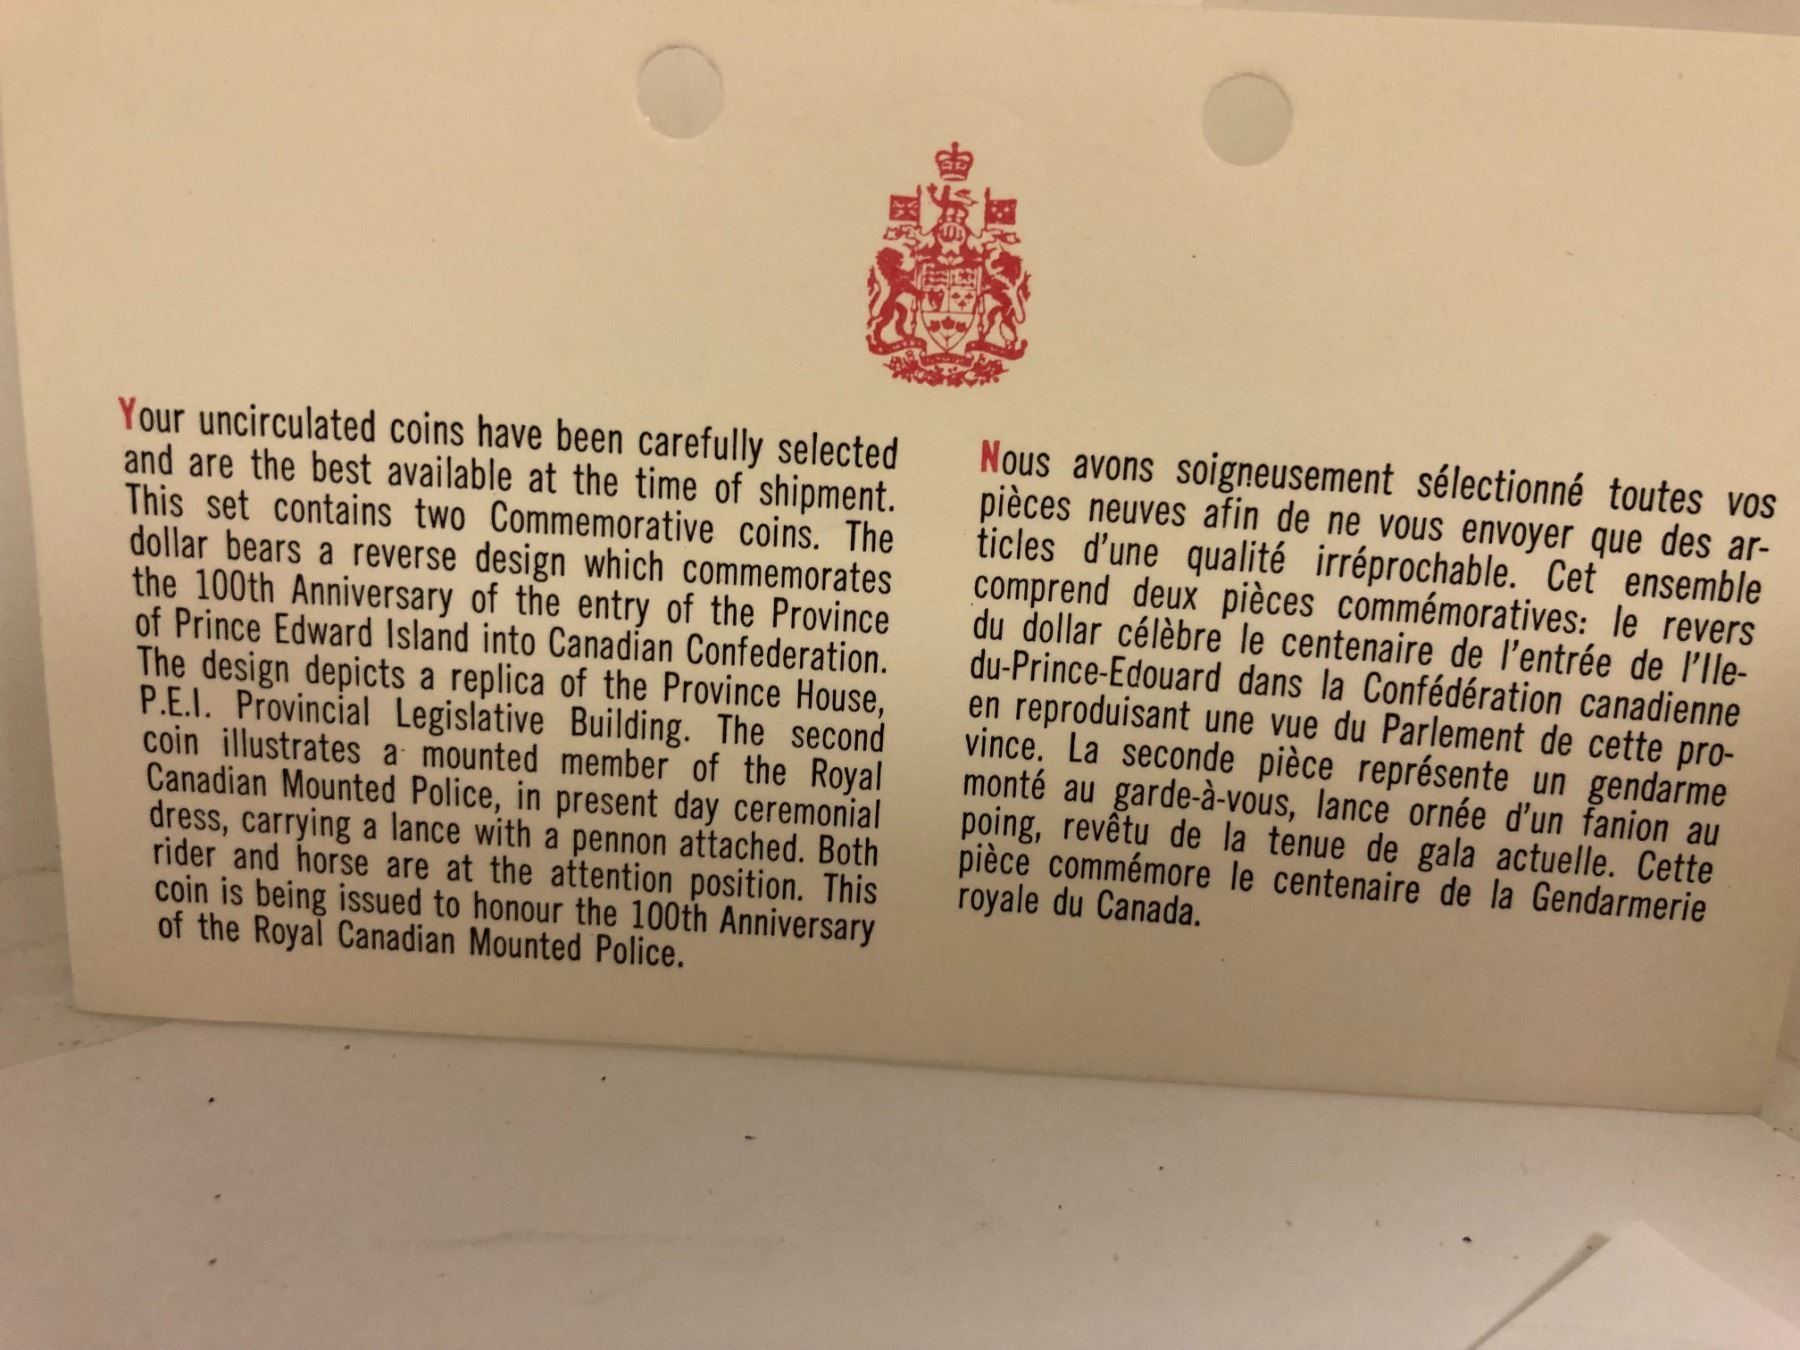 Your uncirculated coins have been carefully selected
and are the best available at the time of shipment.
This set contains two Commemorative coins. The
dollar bears a reverse design which commemorates
the 100th Anniversary of the entry of the Province
of Prince Edward Island into Canadian Confederation.
The design depicts a replica of the Province House,
P.E.I. Provincial Legislative Building. The second
coin illustrates a mounted member of the Royal
Canadian Mounted Police, in present day ceremonial
dress, carrying a lance with a pennon attached. Both
rider and horse are at the attention position. This
coin is being issued to honour the 100th Anniversary
of the Royal Canadian Mounted Police.
Nous avons soigneusement sélectionné toutes vos
pièces neuves afin de ne vous envoyer que des ar-
ticles d'une qualité irréprochable. Cet ensemble
comprend deux pièces commémoratives: le revers
du dollar célèbre le centenaire de l'entrée de l'Ile-
du-Prince-Edouard dans la Confédération canadienne
en reproduisant une vue du Parlement de cette pro-
vince. La seconde pièce représente un gendarme
monté au garde-à-vous, lance ornée d'un fanion au
poing, revêtu de la tenue de gala actuelle. Cette
pièce commémore le centenaire de la Gendarmerie
royale du Canada.